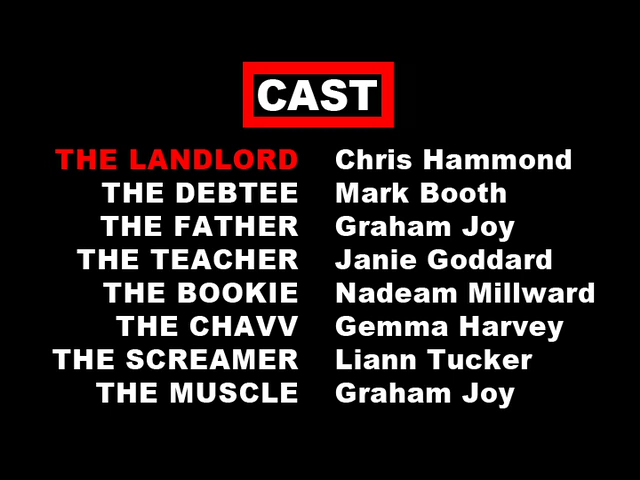 CAST
THE LANDLORD Chris Hammond
THE DEBTEE Mark Booth
THE FATHER Graham Joy
THE TEACHER Janie Goddard
THE BOOKIE Nadeam Millward
THE CHAVV Gemma Harvey
THE SCREAMER Liann Tucker
THE MUSCLE Graham Joy